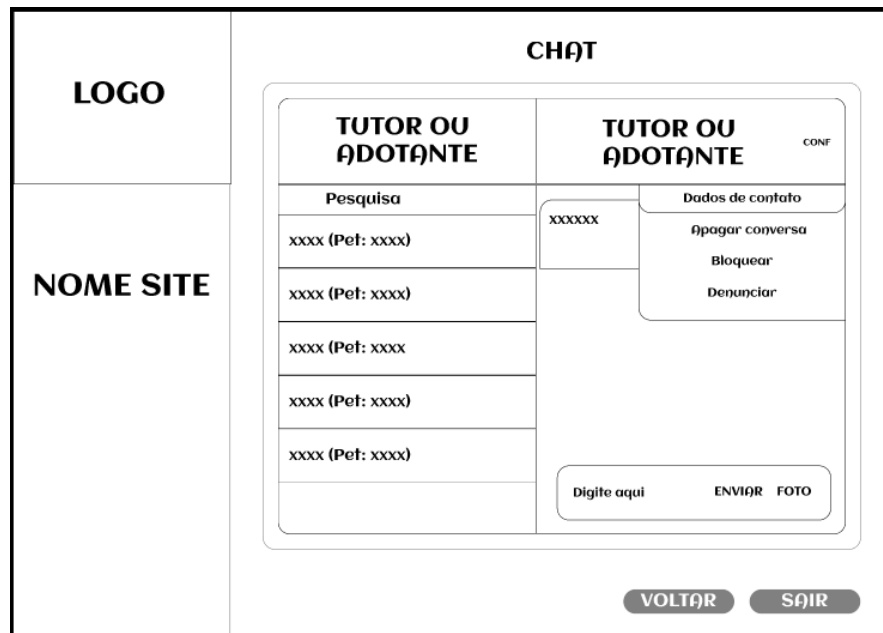 CHAT
LOGO
NOME SITE
TUTOR OU
ADOTANTE
Pesquisa
xxxx (Pet: xxxx)
xxxx (Pet: xxxx)
xxxx (Pet: xxxx
xxxx (Pet: xxxx)
xxxx (Pet: xxxx)
TUTOR OU
ADOTANTE
CONF
Dados de contato
Apagar conversa
Bloquear
Denunciar
xxxxxx
Digite aqui ENVIAR FOTO
VOLTAR SAIR